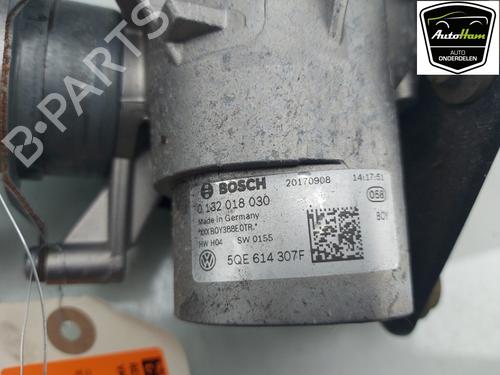 AutoHam
AUTO
ONDERDELEN
B-PARTS
BOSCH 20170908 14:17:51
0 132 018 030
Made in Germany 058
*XXXBOY388E0TR.* BOY
HW H04 SW 0155
5QE 614 307F